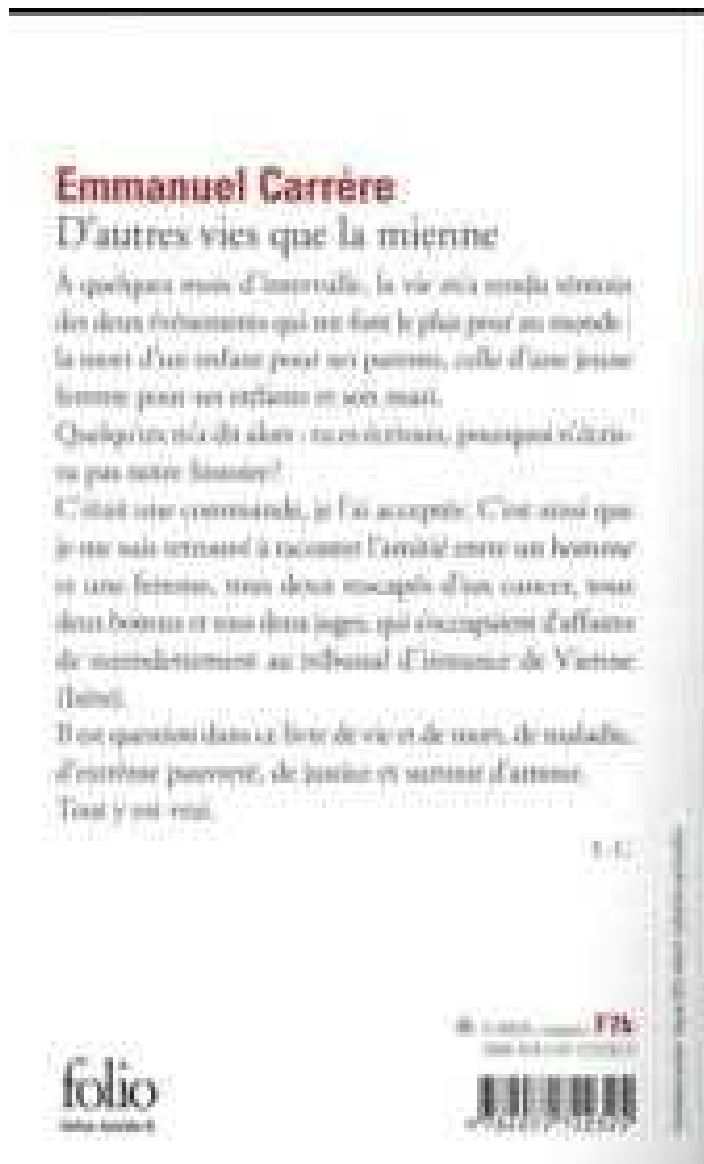 Emmanuel Carrère
D'autres vies que la mienne
À quelques mois d'intervalle, la vie m'a rendu témoin
des deux événements qui me font le plus peur au monde :
la mort d'un enfant pour ses parents, celle d'une jeune
femme pour ses enfants et son mari.
Quelqu'un m'a dit alors : tu es écrivain, pourquoi n'écris-
tu pas notre histoire?
C'était une commande, je l'ai acceptée. C'est ainsi que
je me suis retrouvé à raconter l'amitié entre un homme
et une femme, tous deux rescapés d'un cancer, tous
deux boiteux et tous deux juges, qui s'occupaient d'affaires
de surendettement au tribunal d'instance de Vienne
(Isère).
Il est question dans ce livre de vie et de mort, de maladie,
d'extrême pauvreté, de justice et surtout d'amour.
Tout y est vrai.
E. C.
folio